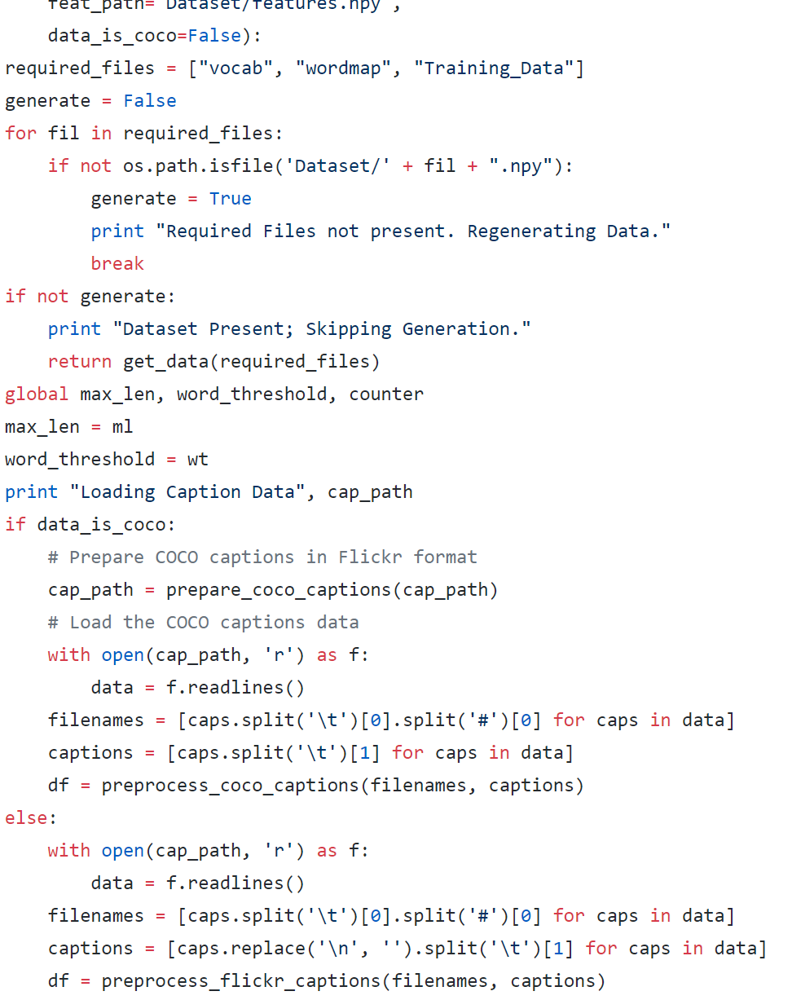 feat_path='Dataset/features.npy',
    data_is_coco=False):
required_files = ["vocab", "wordmap", "Training_Data"]
generate = False
for fil in required_files:
    if not os.path.isfile('Dataset/' + fil + ".npy"):
        generate = True
        print "Required Files not present. Regenerating Data."
        break
if not generate:
    print "Dataset Present; Skipping Generation."
    return get_data(required_files)
global max_len, word_threshold, counter
max_len = ml
word_threshold = wt
print "Loading Caption Data", cap_path
if data_is_coco:
    # Prepare COCO captions in Flickr format
    cap_path = prepare_coco_captions(cap_path)
    # Load the COCO captions data
    with open(cap_path, 'r') as f:
        data = f.readlines()
    filenames = [caps.split('\t')[0].split('#')[0] for caps in data]
    captions = [caps.split('\t')[1] for caps in data]
    df = preprocess_coco_captions(filenames, captions)
else:
    with open(cap_path, 'r') as f:
        data = f.readlines()
    filenames = [caps.split('\t')[0].split('#')[0] for caps in data]
    captions = [caps.replace('\n', '').split('\t')[1] for caps in data]
    df = preprocess_flickr_captions(filenames, captions)